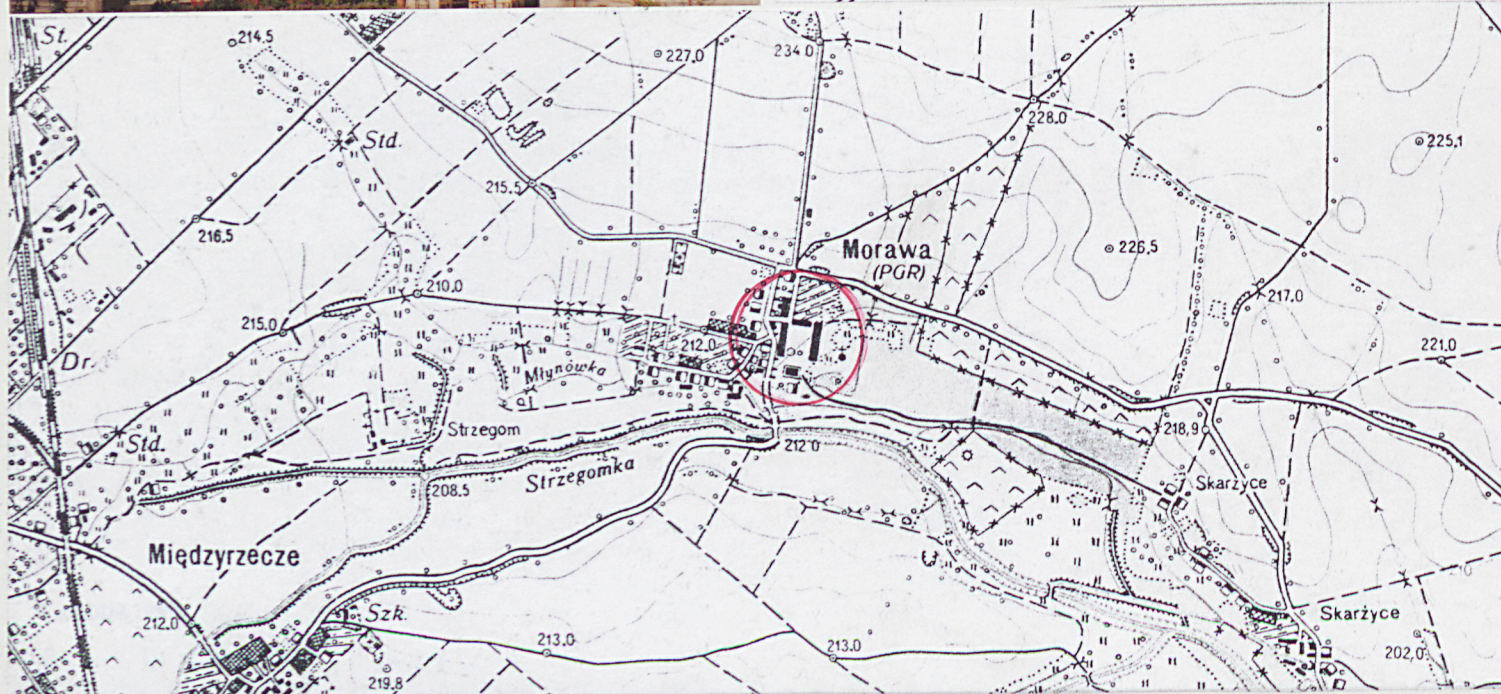 St.
214.5
227.0
234.0
Std.
228.0
225,1
215.5
216,5
Morawa
(PGR)
226,5
217.0
210.0
215.0
212.0
221.0
Dr.
Młynówka
Std.
Strzegom
212.0
218,9
208.5
Strzegomka
Skarżyce
Międzyrzecze
210
212.0
Szk.
Skarżyce
213.0
213.0
202,0
219.8